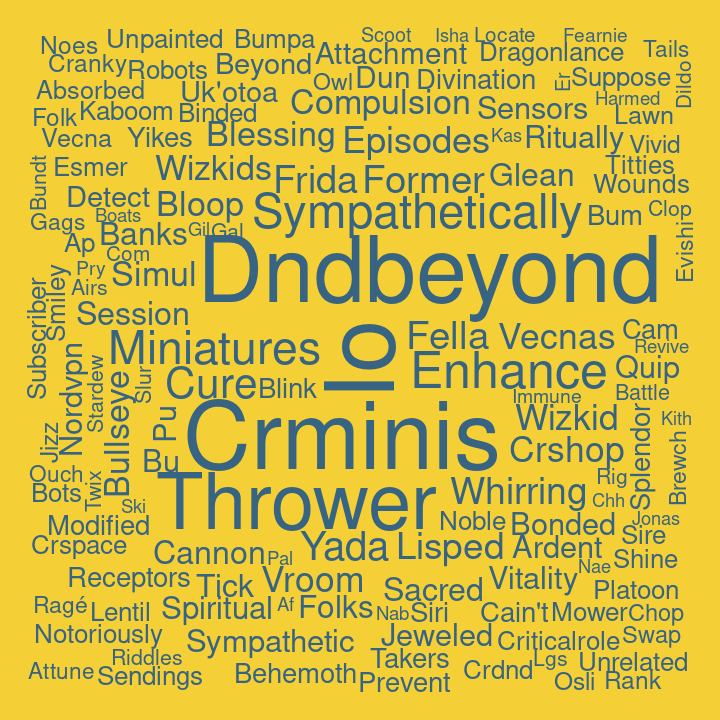 Scoot Isha Locate Fearnie
Noes Unpainted Bumpa Attachment Dragonlance Tails
Cranky Robots Beyond Owl Dun Divination Er Suppose Dildo
Absorbed Uk'otoa Compulsion Sensors Harmed
Folk Kaboom Binded Lawn
Vecna Yikes Blessing Episodes Kas Ritually Vivid
Bundt Esmer Wizkids Frida Former Glean Titties
Detect Bloop Sympathetically Bum Wounds
Gags Boats Banks Gil Gal Clop
Ap Com Dndbeyond Evishi
Pry Simul
Airs
Subscriber Smiley Session
Miniatures Io Fella Vecnas Cam
Revive
Nordvpn Stardew Slur Cure Blink Enhance Quip
Bullseye Immune Battle
Jizz Pu Crminis Wizkid Splendor Kith
Bu Crshop Brewch
Ouch Twix Thrower Whirring Rig
Bots Ski Chh
Modified Noble Bonded Jonas
Crspace Cannon Pal Yada Lisped Ardent Sire
Receptors Tick Vroom Sacred Vitality Nae Shine
Platoon
Ragé Lentil Spiritual Af Folks Nab Siri Cain't Mower Chop
Notoriously Sympathetic Jeweled Criticalrole Swap
Riddles Takers Lgs Unrelated
Attune Sendings Behemoth Prevent Crdnd Osli Rank